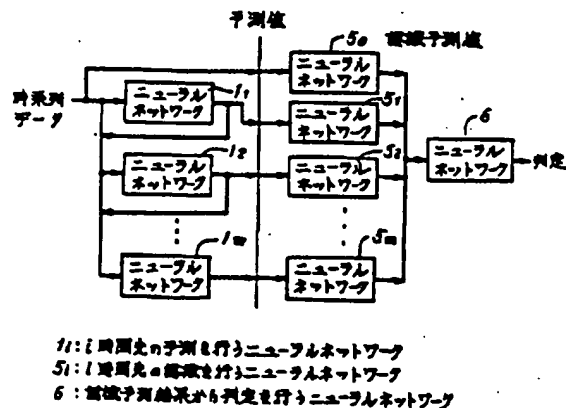 予測値
5₀ 認識予測値
ニューラル
ネットワーク
時系列
データ
1₁
ニューラル
ネットワーク
5₁
ニューラル
ネットワーク
6
ニューラル
ネットワーク
判定
1₂
ニューラル
ネットワーク
5₂
ニューラル
ネットワーク
1m
ニューラル
ネットワーク
5m
ニューラル
ネットワーク
1i:i時間先の予測を行うニューラルネットワーク
5i:i時間先の認識を行うニューラルネットワーク
6:認識予測結果から判定を行うニューラルネットワーク